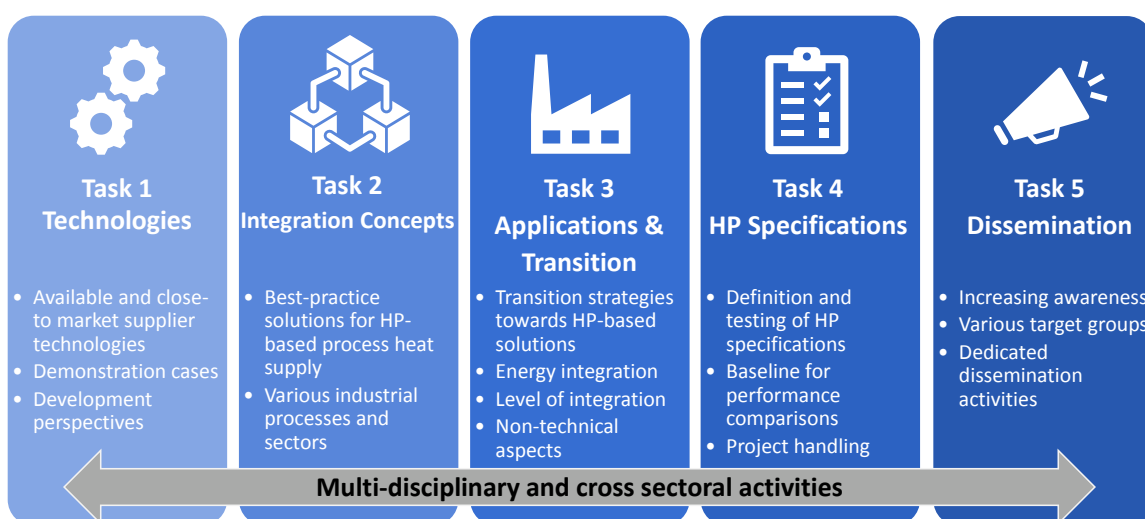 Task 1
Technologies
• Available and close-
to market supplier
technologies
• Demonstration cases
• Development
perspectives
Task 2
Integration Concepts
• Best-practice
solutions for HP-
based process heat
supply
• Various industrial
processes and
sectors
Task 3
Applications &
Transition
• Transition strategies
towards HP-based
solutions
• Energy integration
• Level of integration
• Non-technical
aspects
Task 4
HP Specifications
• Definition and
testing of HP
specifications
• Baseline for
performance
comparisons
• Project handling
Task 5
Dissemination
• Increasing awareness
• Various target groups
• Dedicated
dissemination
activities
Multi-disciplinary and cross sectoral activities